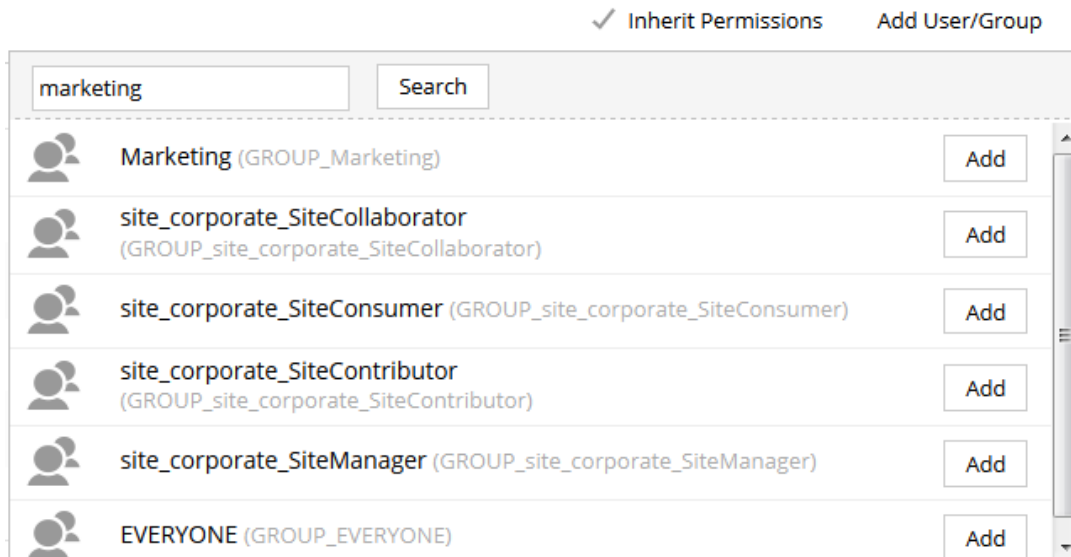 Inherit Permissions Add User/Group
marketing Search
Marketing (GROUP_Marketing) Add
site_corporate_SiteCollaborator
(GROUP_site_corporate_SiteCollaborator) Add
site_corporate_SiteConsumer (GROUP_site_corporate_SiteConsumer) Add
site_corporate_SiteContributor
(GROUP_site_corporate_SiteContributor) Add
site_corporate_SiteManager (GROUP_site_corporate_SiteManager) Add
EVERYONE (GROUP_EVERYONE) Add